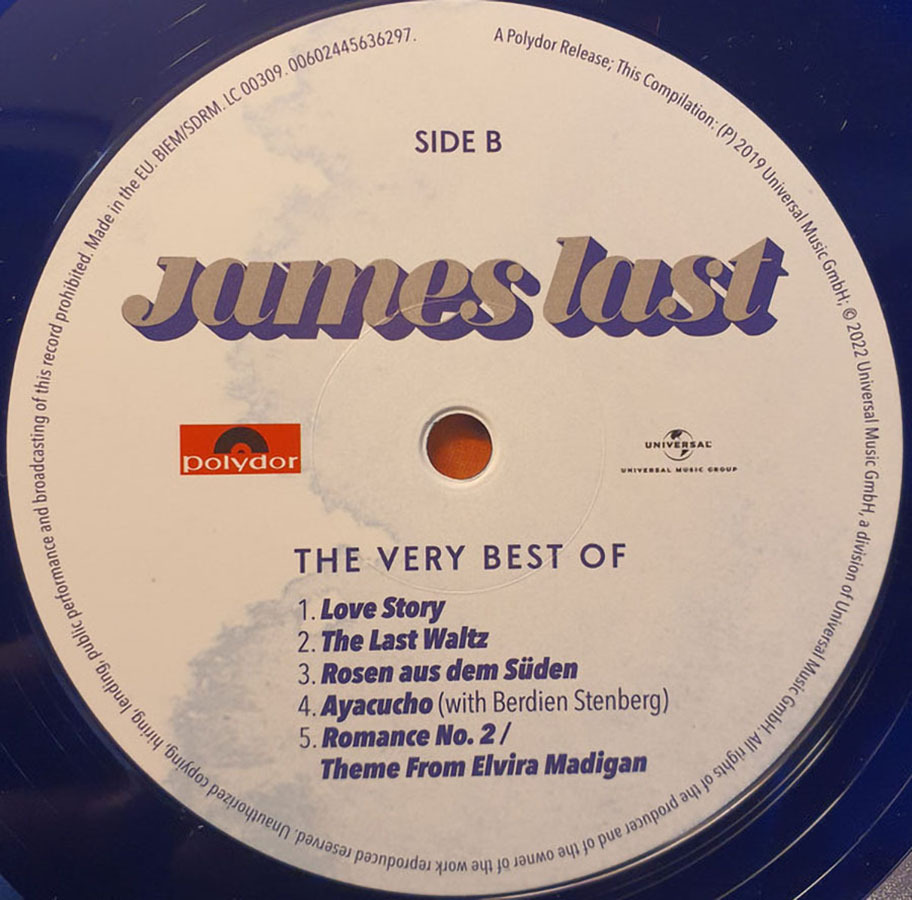 A Polydor Release; This Compilation: (P) 2019 Universal Music GmbH; © 2022 Universal Music GmbH, a division of Universal Music GmbH. All rights of the producer and of the owner of the work reproduced reserved. Unauthorized copying, hiring, lending, public performance and broadcasting of this record prohibited. Made in the EU. BIEM/SDRM. LC 00309. 00602445636297.
SIDE B
james last
polydor
UNIVERSAL
UNIVERSAL MUSIC GROUP
THE VERY BEST OF
1. Love Story
2. The Last Waltz
3. Rosen aus dem Süden
4. Ayacucho (with Berdien Stenberg)
5. Romance No. 2 /
Theme From Elvira Madigan